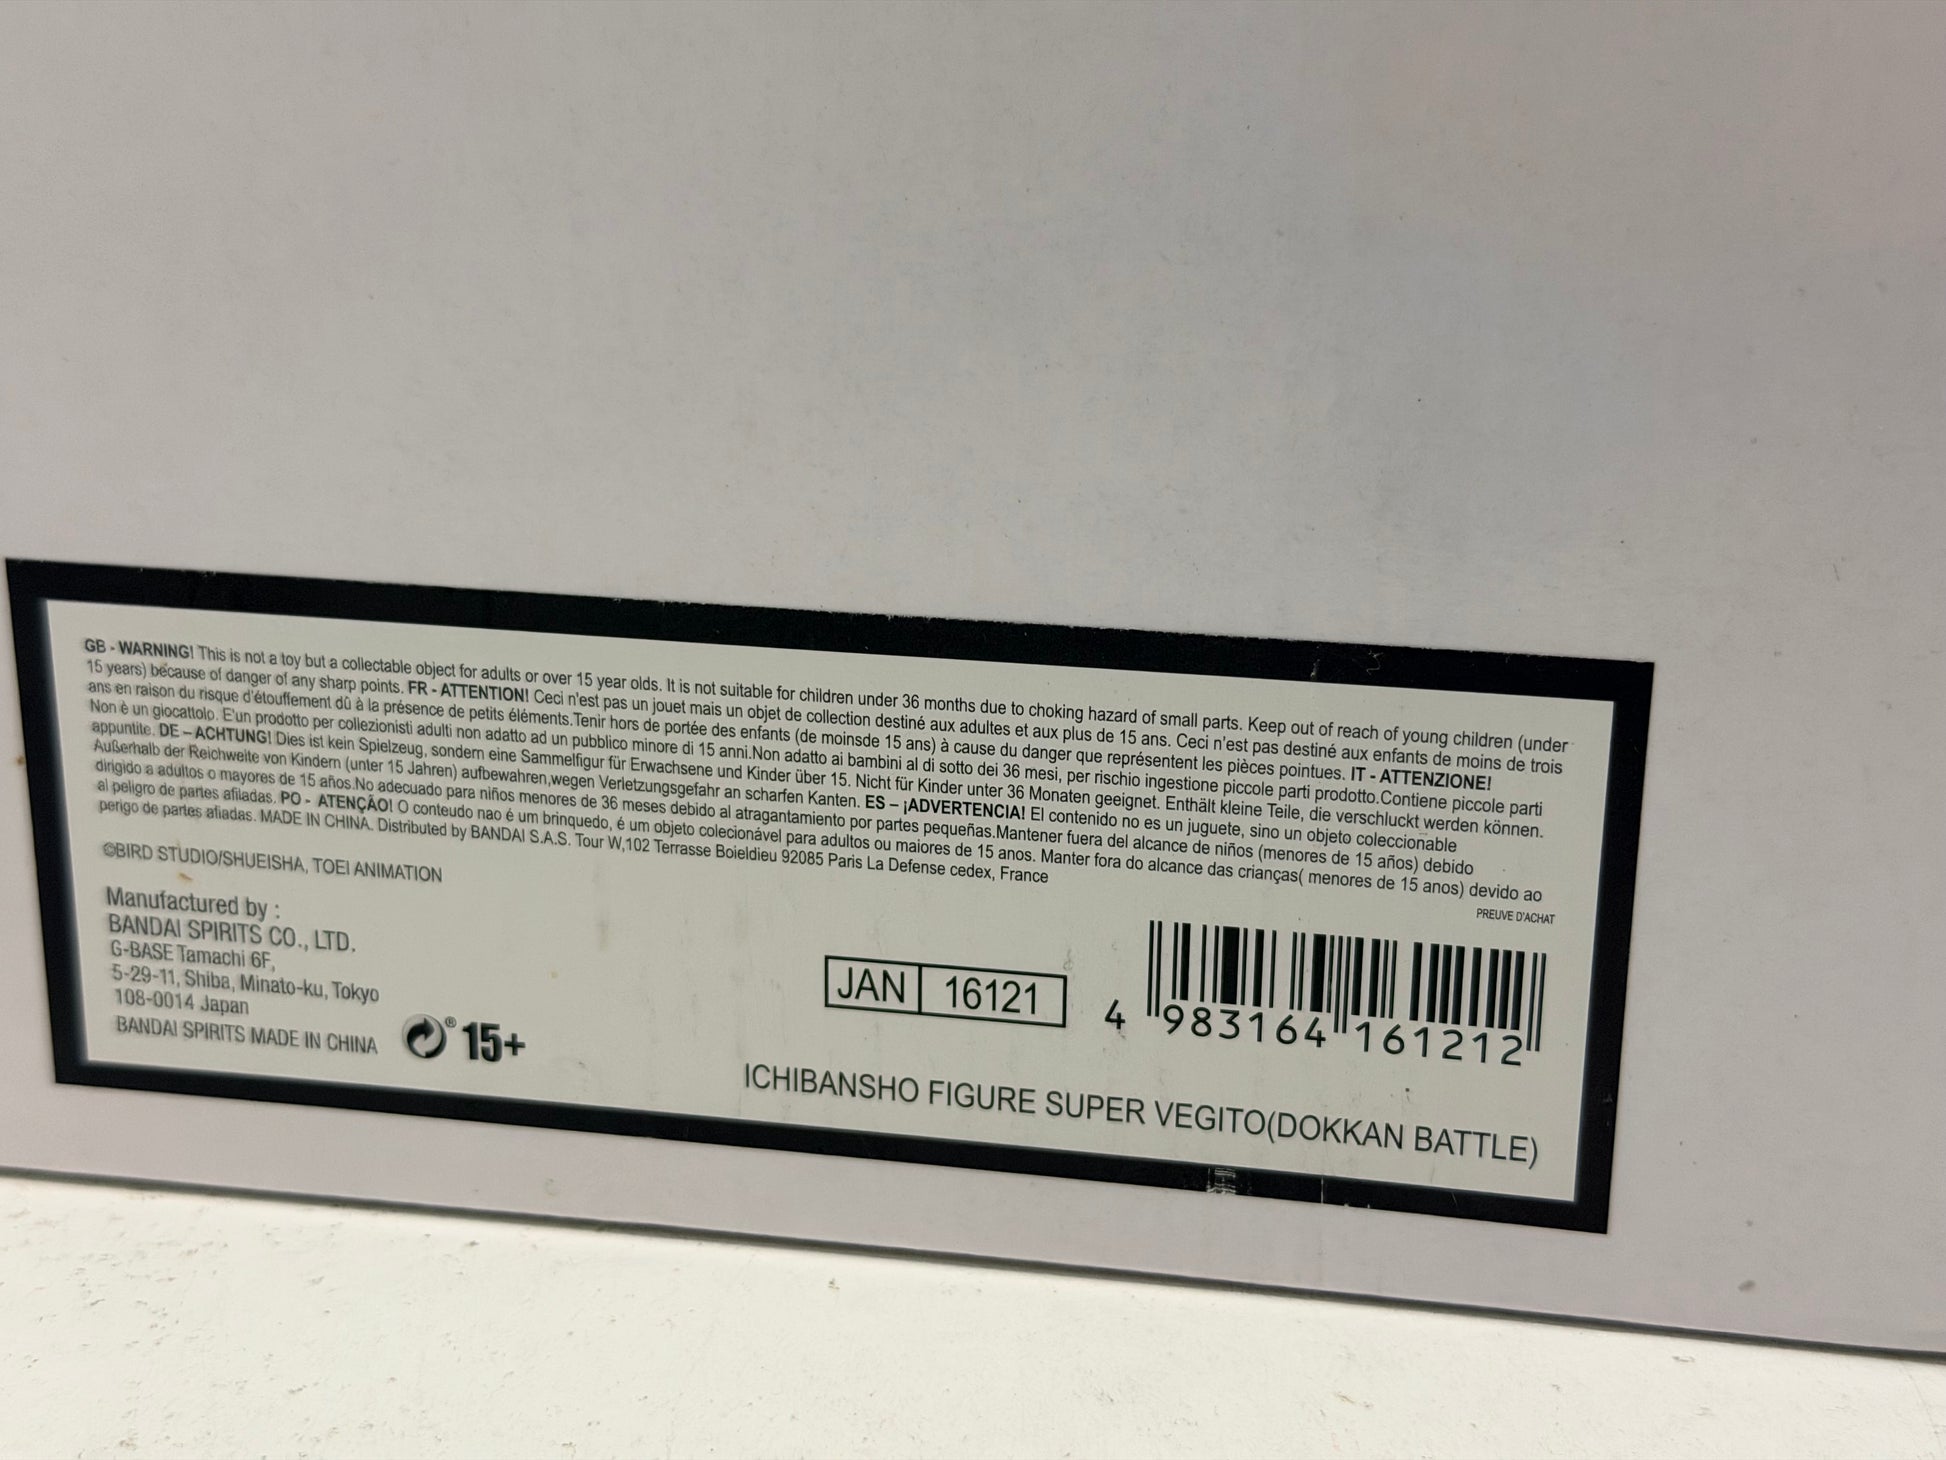 GB - WARNING! This is not a toy but a collectable object for adults or over 15 year olds. It is not suitable for children under 36 months due to choking hazard of small parts. Keep out of reach of young children (under
15 years) because of danger of any sharp points. FR - ATTENTION! Ceci n'est pas un jouet mais un objet de collection destiné aux adultes et aux plus de 15 ans. Ceci n'est pas destiné aux enfants de moins de trois
ans en raison du risque d'étouffement dû à la présence de petits éléments.Tenir hors de portée des enfants (de moinsde 15 ans) à cause du danger que représentent les pièces pointues. IT - ATTENZIONE!
Non è un giocattolo. E'un prodotto per collezionisti adulti non adatto ad un pubblico minore di 15 anni.Non adatto ai bambini al di sotto dei 36 mesi, per rischio ingestione piccole parti prodotto.Contiene piccole parti
appuntite. DE – ACHTUNG! Dies ist kein Spielzeug, sondern eine Sammelfigur für Erwachsene und Kinder über 15. Nicht für Kinder unter 36 Monaten geeignet. Enthält kleine Teile, die verschluckt werden können.
Außerhalb der Reichweite von Kindern (unter 15 Jahren) aufbewahren,wegen Verletzungsgefahr an scharfen Kanten. ES – ¡ADVERTENCIA! El contenido no es un juguete, sino un objeto coleccionable
dirigido a adultos o mayores de 15 años.No adecuado para niños menores de 36 meses debido al atragantamiento por partes pequeñas.Mantener fuera del alcance de niños (menores de 15 años) debido
al peligro de partes afiladas. PO - ATENÇÃO! O conteudo nao é um brinquedo, é um objeto colecionável para adultos ou maiores de 15 anos. Manter fora do alcance das crianças( menores de 15 anos) devido ao
perigo de partes afiadas. MADE IN CHINA. Distributed by BANDAI S.A.S. Tour W,102 Terrasse Boieldieu 92085 Paris La Defense cedex, France
©BIRD STUDIO/SHUEISHA, TOEI ANIMATION
PREUVE D'ACHAT
Manufactured by :
BANDAI SPIRITS CO., LTD.
G-BASE Tamachi 6F,
5-29-11, Shiba, Minato-ku, Tokyo
108-0014 Japan
BANDAI SPIRITS MADE IN CHINA
® 15+
JAN 16121
4 983164 161212
ICHIBANSHO FIGURE SUPER VEGITO(DOKKAN BATTLE)